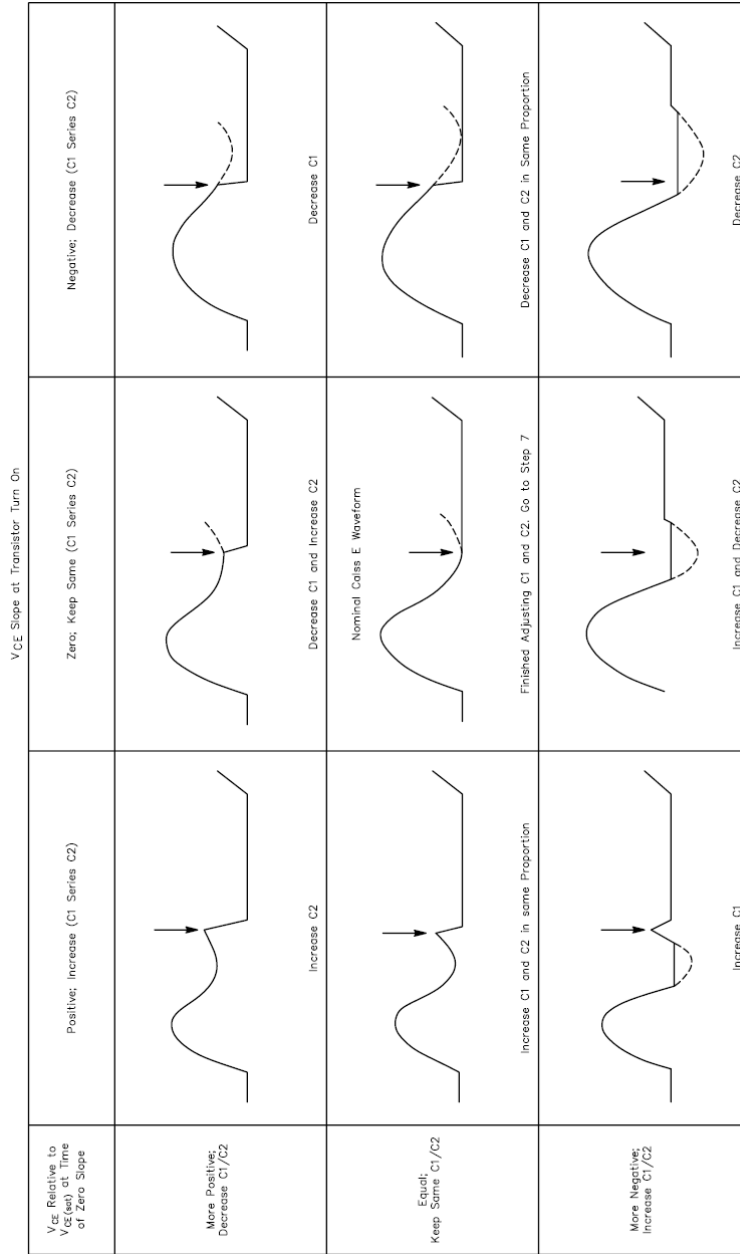 V CE Slope at Transistor Turn On
V CE Relative to
V CE(sat) at Time
of Zero Slope
Positive; Increase (C1 Series C2)
Zero; Keep Same (C1 Series C2)
Negative; Decrease (C1 Series C2)
More Positive;
Decrease C1/C2
Increase C2
Decrease C1 and Increase C2
Decrease C1
Equal;
Keep Same C1/C2
Increase C1 and C2 in same Proportion
Nominal Calss E Waveform
Finished Adjusting C1 and C2. Go to Step 7
Decrease C1 and C2 in Same Proportion
More Negative;
Increase C1/C2
Increase C1
Increase C1 and Decrease C2
Decrease C2